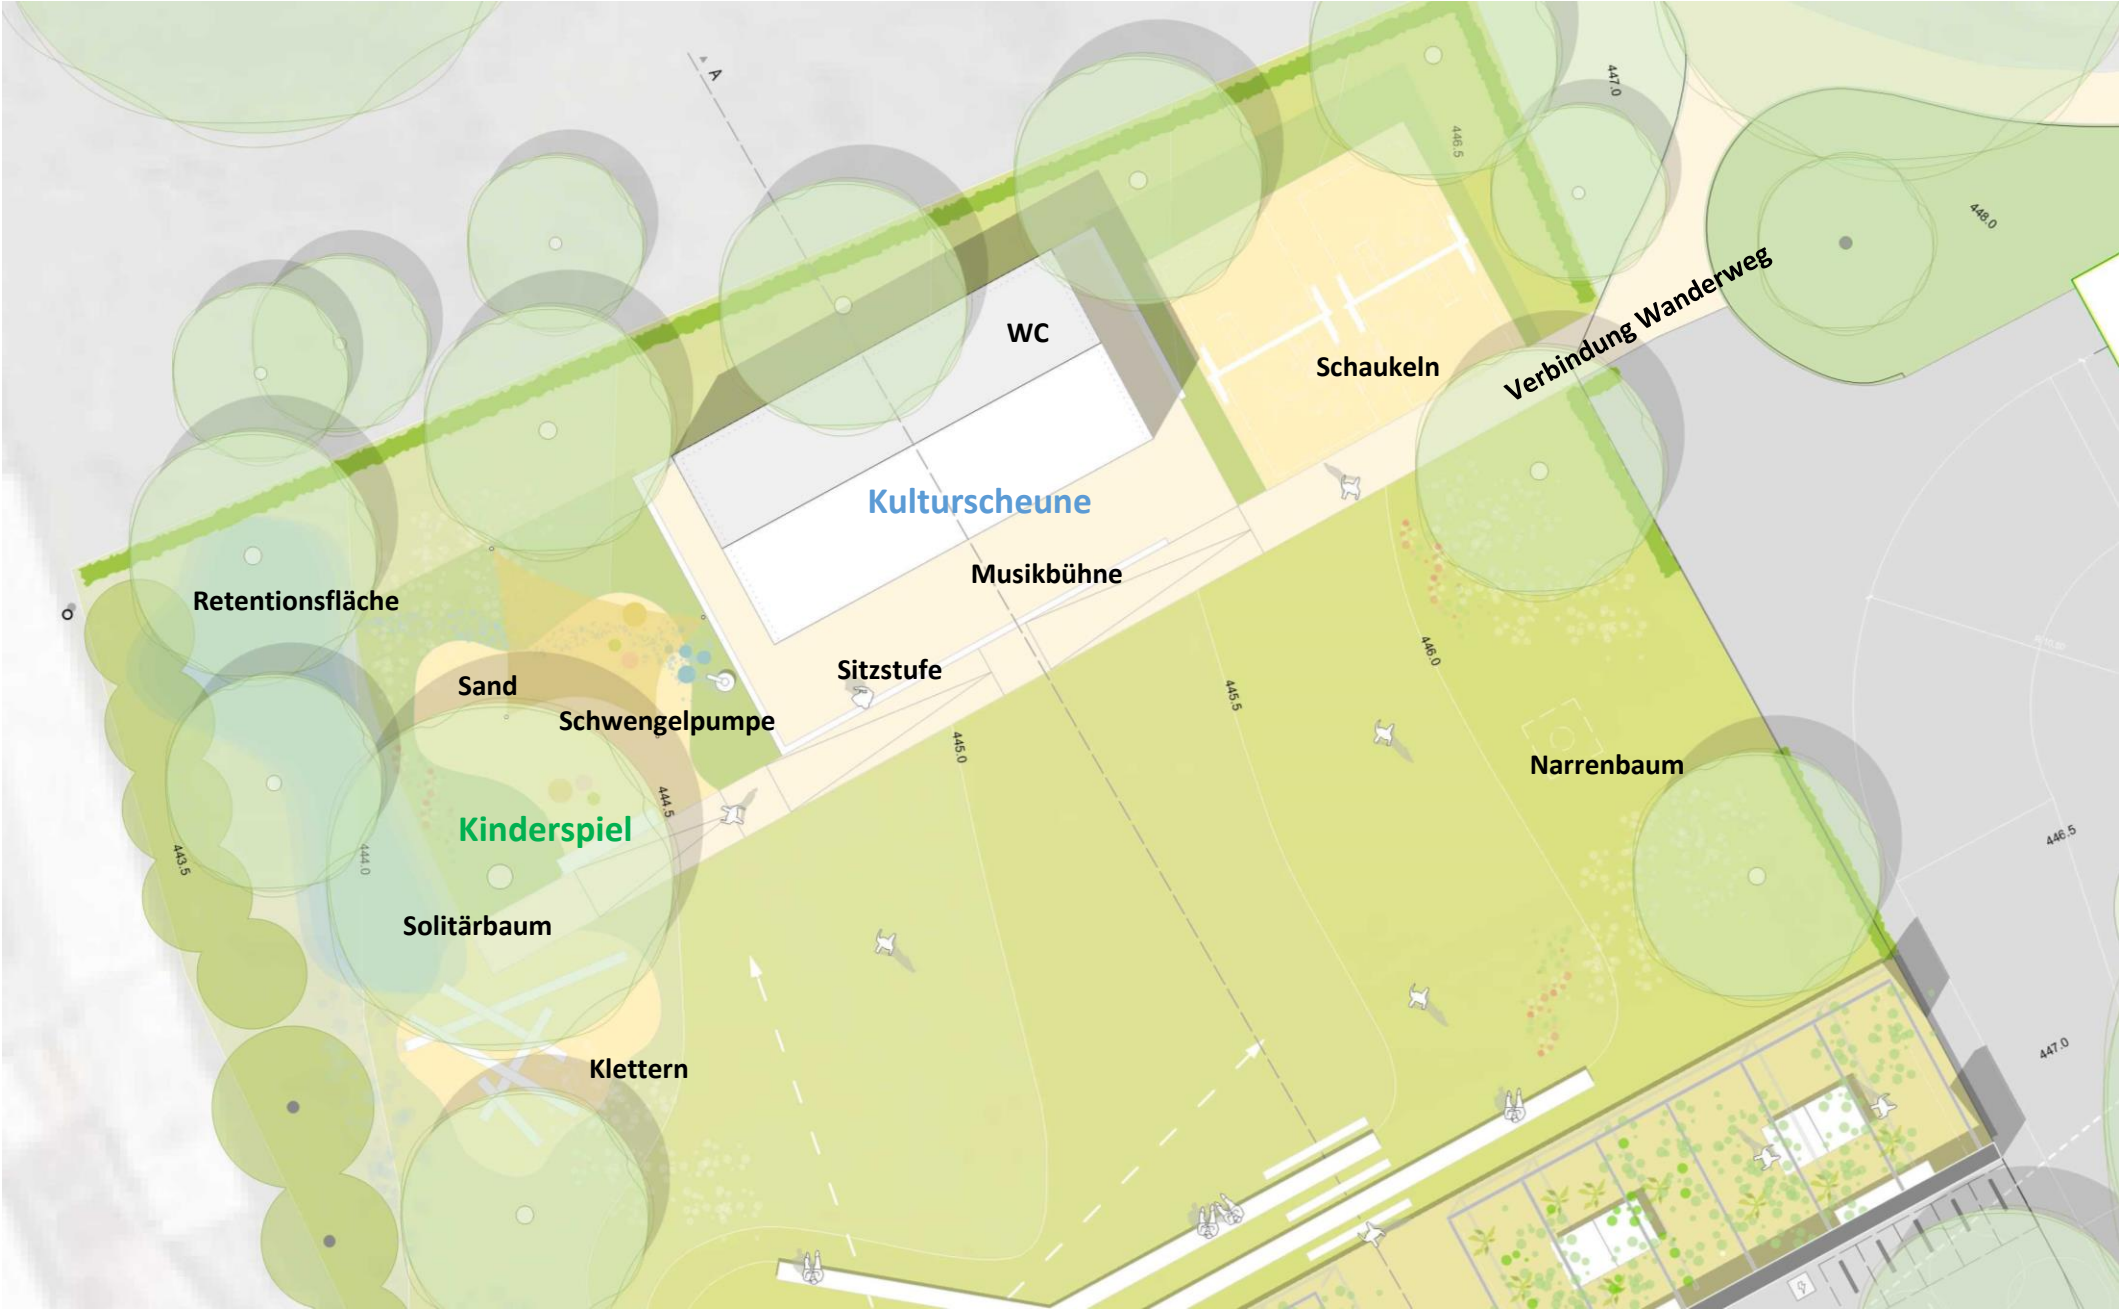 A
447.0
446.5
448.0
WC
Verbindung Wanderweg
Schaukeln
Kulturscheune
Musikbühne
Retentionsfläche
O
446.0
Sitzstufe
Sand
445.5
Schwengelpumpe
445.0
Narrenbaum
444.5
Kinderspiel
446.5
443.5
444.0
Solitärbaum
447.0
Klettern